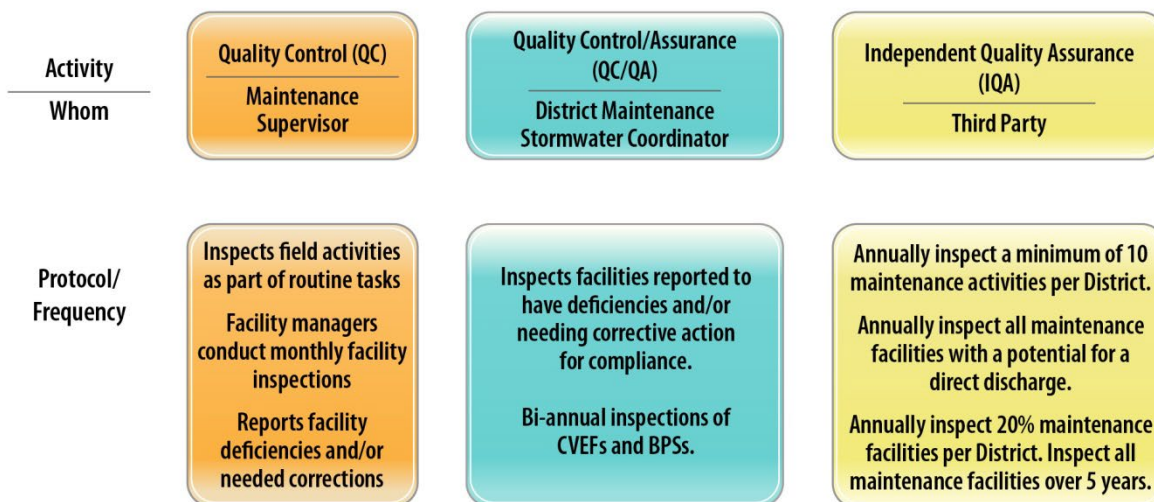 Activity
Whom
Quality Control (QC)
Maintenance
Supervisor
Quality Control/Assurance
(QC/QA)
District Maintenance
Stormwater Coordinator
Independent Quality Assurance
(IQA)
Third Party
Protocol/
Frequency
Inspects field activities
as part of routine tasks
Facility managers
conduct monthly facility
inspections
Reports facility
deficiencies and/or
needed corrections
Inspects facilities reported to
have deficiencies and/or
needing corrective action
for compliance.
Bi-annual inspections of
CVEFs and BPSs.
Annually inspect a minimum of 10
maintenance activities per District.
Annually inspect all maintenance
facilities with a potential for a
direct discharge.
Annually inspect 20% maintenance
facilities per District. Inspect all
maintenance facilities over 5 years.